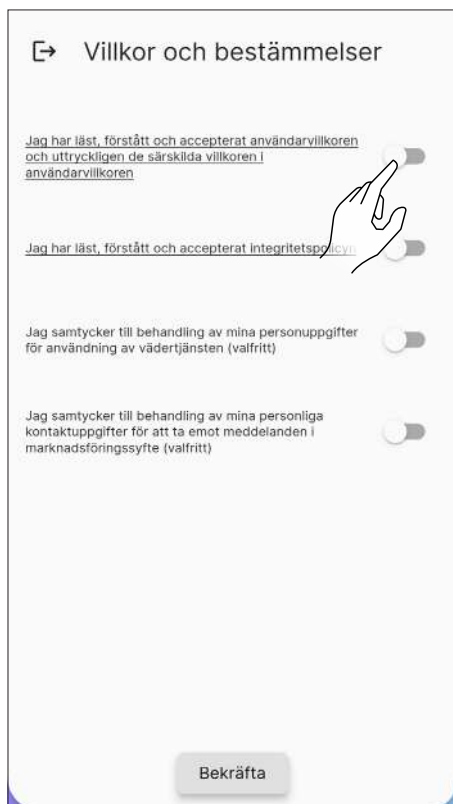 Villkor och bestämmelser
Jag har läst, förstått och accepterat användarvillkoren
och uttryckligen de särskilda villkoren i
användarvillkoren
Jag har läst, förstått och accepterat integritetspolicyn
Jag samtycker till behandling av mina personuppgifter
för användning av vädertjänsten (valfritt)
Jag samtycker till behandling av mina personliga
kontaktuppgifter för att ta emot meddelanden i
marknadsföringssyfte (valfritt)
Bekräfta